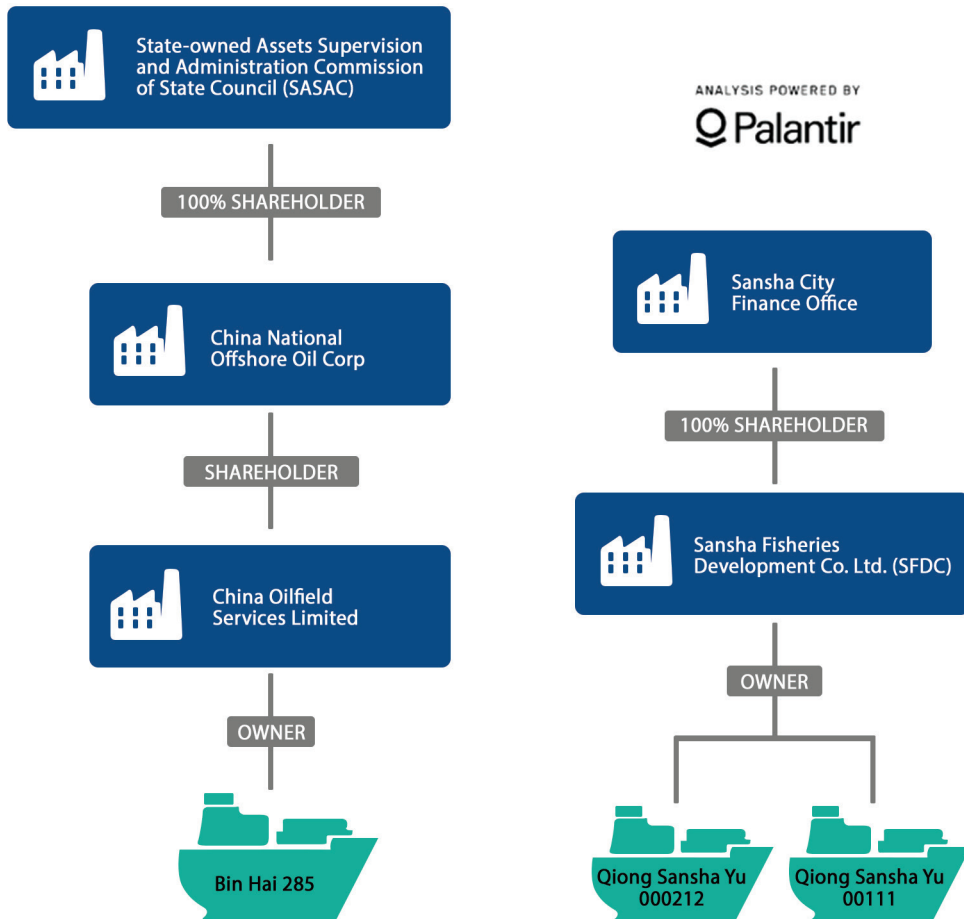 State-owned Assets Supervision
and Administration Commission
of State Council (SASAC)
100% SHAREHOLDER
China National
Offshore Oil Corp
SHAREHOLDER
China Oilfield
Services Limited
OWNER
Bin Hai 285
ANALYSIS POWERED BY
Palantir
Sansha City
Finance Office
100% SHAREHOLDER
Sansha Fisheries
Development Co. Ltd. (SFDC)
OWNER
Qiong Sansha Yu
000212
Qiong Sansha Yu
00111